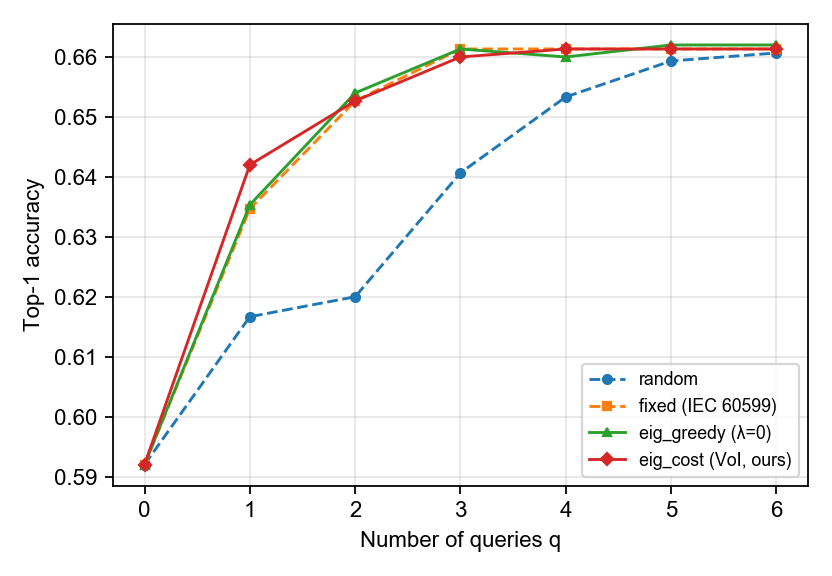 0.66
0.65
0.64
0.63
0.62
0.61
0.60
0.59
Top-1 accuracy
random
fixed (IEC 60599)
eig_greedy (λ=0)
eig_cost (VoI, ours)
0 1 2 3 4 5 6
Number of queries q